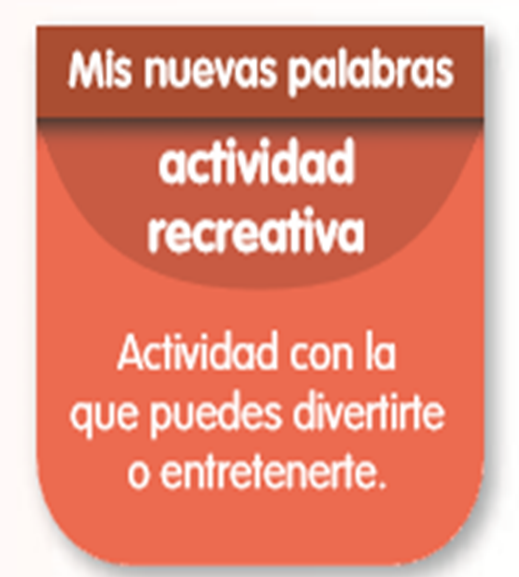 Mis nuevas palabras
actividad
recreativa
Actividad con la
que puedes divertirte
o entretenerte.